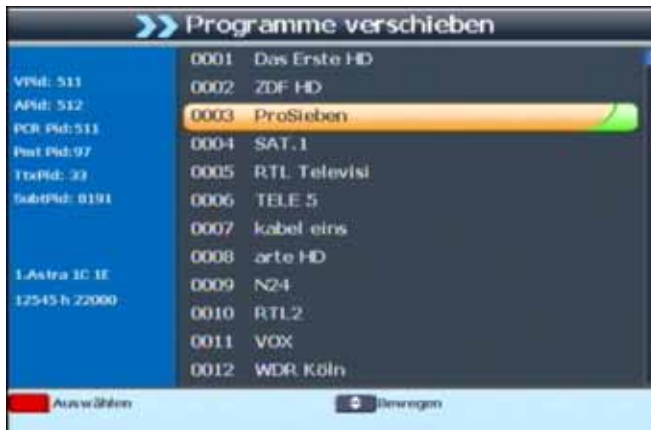 Programme verschieben
VPid: 511
APid: 512
PCR Pid:511
Pmt Pid:97
TtxPid: 33
SubtPid: 8191
1.Astra 1C 1E
12545 h 22000
0001 Das Erste HD
0002 ZDF HD
0003 ProSieben
0004 SAT.1
0005 RTL Televisi
0006 TELE 5
0007 kabel eins
0008 arte HD
0009 N24
0010 RTL2
0011 VOX
0012 WDR Köln
Auswählen
Bewegen